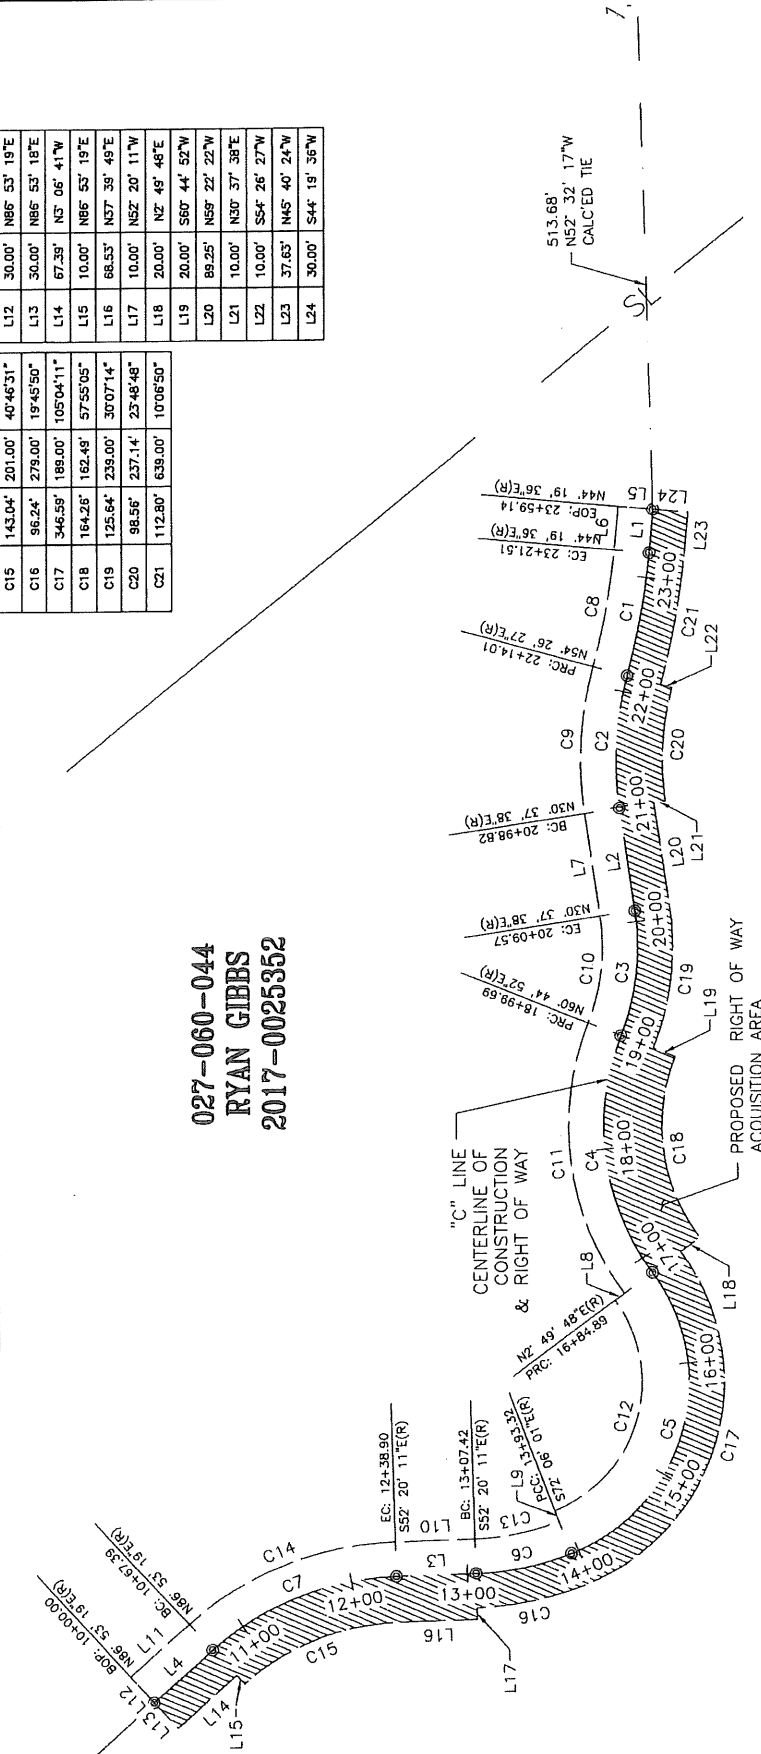 L12 30.00' N86° 53' 19"E
L13 30.00' N86° 53' 18"E
L14 67.39' N3° 06' 41"W
L15 10.00' N86° 53' 19"E
L16 68.53' N37° 39' 49"E
L17 10.00' N52° 20' 11"W
L18 20.00' N2° 49' 48"E
L19 20.00' S60° 44' 52"W
L20 89.25' N59° 22' 22"W
L21 10.00' N30° 37' 38"E
L22 10.00' S54° 26' 27"W
L23 37.63' N45° 40' 24"W
L24 30.00' S44° 19' 36"W
C15 143.04' 201.00' 40°46'31"
C16 96.24' 279.00' 19°45'50"
C17 346.59' 189.00' 105°04'11"
C18 164.26' 162.49' 57°55'05"
C19 125.64' 239.00' 30°07'14"
C20 98.56' 237.14' 23°48'48"
C21 112.80' 639.00' 10°06'50"
513.68'
N52° 32' 17"W
CALC'ED TIE
SL
027-060-044
RYAN GIBBS
2017-0025352
"C" LINE
CENTERLINE OF
CONSTRUCTION
& RIGHT OF WAY
PROPOSED RIGHT OF WAY
ACQUISITION AREA
BOP: 10+00.00
N86° 53' 19"E(R)
BC: 10+67.39
N86° 53' 19"E(R)
EC: 12+38.90
S52° 20' 11"E(R)
BC: 13+07.42
S52° 20' 11"E(R)
PCC: 13+93.32
S72° 06' 01"E(R)
N2° 49' 48"E(R)
PRC: 16+84.89
PRC: 18+99.69
N60° 44' 52"E(R)
EC: 20+09.57
N30° 37' 38"E(R)
BC: 20+98.82
N30° 37' 38"E(R)
PRC: 22+14.01
N54° 26' 27"E(R)
EC: 23+21.51
N44° 19' 36"E(R)
EOP: 23+59.14
N44° 19' 36"E(R)
L13
L12
L11
L4
L14
L15
11+00
C7
C14
C15
12+00
L10
L3
L16
13+00
L17
C13
C6
C16
L9
14+00
15+00
C5
C12
C17
16+00
L8
17+00
L18
C11
C4
18+00
C18
19+00
L19
C10
C3
C19
20+00
L7
L2
L20
L21
21+00
C9
C2
C20
22+00
L22
C8
C1
C21
23+00
L6
L1
L23
L5
L24